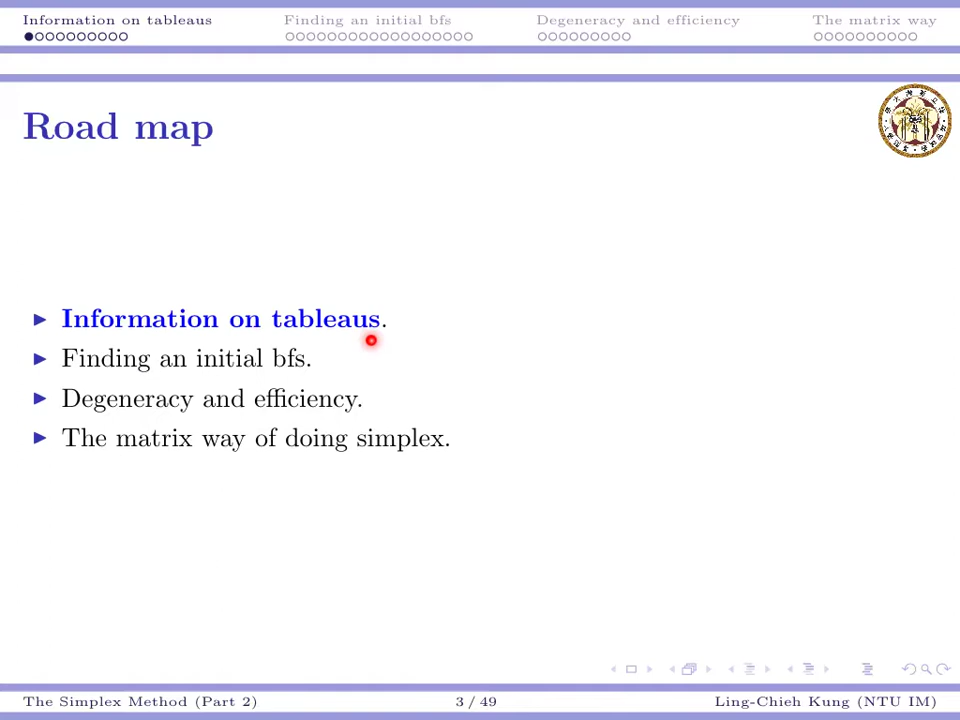 Information on tableaus
Finding an initial bfs
Degeneracy and efficiency
The matrix way
Road map
Information on tableaus.
Finding an initial bfs.
Degeneracy and efficiency.
The matrix way of doing simplex.
The Simplex Method (Part 2)
3 / 49
Ling-Chieh Kung (NTU IM)